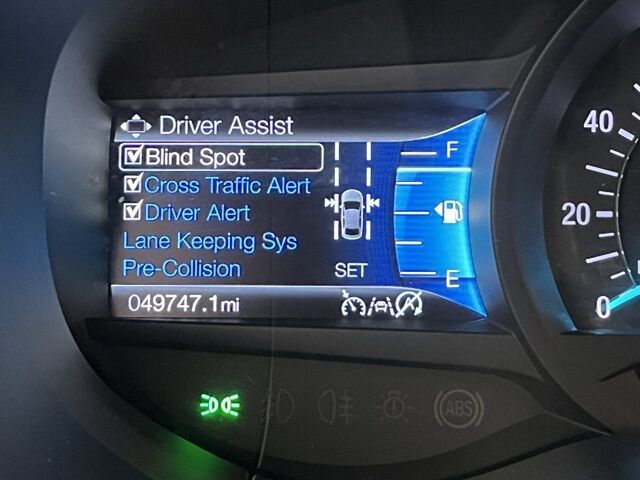 Driver Assist
Blind Spot
Cross Traffic Alert
Driver Alert
Lane Keeping Sys
Pre-Collision
SET
049747.1mi
F
E
40
20
0
ABS